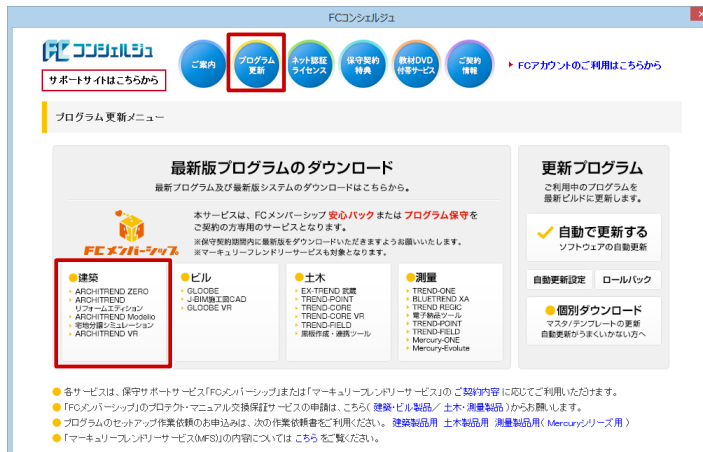 FCコンシェルジュ
FC コンシェルジュ
サポートサイトはこちらから
ご案内
プログラム
更新
ネット認証
ライセンス
保守契約
特典
教材DVD
付帯サービス
ご契約
情報
FCアカウントのご利用はこちらから
プログラム更新メニュー
最新版プログラムのダウンロード
最新プログラム及び最新版システムのダウンロードはこちらから。
FCメンバーシップ
本サービスは、FCメンバーシップ 安心パック または プログラム保守 を
ご契約の方専用のサービスとなります。
※保守契約期間内に最新版をダウンロードいただきますようお願いいたします。
※マーキュリーフレンドリーサービスも対象となります。
建築
ARCHITREND ZERO
ARCHITREND
リフォームエディション
ARCHITREND Modelio
宅地分譲シミュレーション
ARCHITREND VR
ビル
GLOOBE
J-BIM施工図CAD
GLOOBE VR
土木
EX-TREND 武蔵
TREND-POINT
TREND-CORE
TREND-CORE VR
TREND-FIELD
黒板作成・連携ツール
測量
TREND-ONE
BLUETREND XA
TREND REGIC
電子納品ツール
TREND-POINT
TREND-FIELD
Mercury-ONE
Mercury-Evolute
更新プログラム
ご利用中のプログラムを
最新ビルドに更新します。
自動で更新する
ソフトウェアの自動更新
自動更新設定
ロールバック
個別ダウンロード
マスタ/テンプレートの更新
自動更新がうまくいかない方へ
各サービスは、保守サポートサービス「FCメンバーシップ」または「マーキュリーフレンドリーサービス」の ご契約内容 に応じてご利用いただけます。
「FCメンバーシップ」のプロテクト・マニュアル交換保証サービスの申請は、こちら( 建築・ビル製品／ 土木・測量製品 )からお願いします。
プログラムのセットアップ作業依頼のお申込みは、次の作業依頼書をご利用ください。 建築製品用 土木製品用 測量製品用( Mercuryシリーズ用 )
「マーキュリーフレンドリーサービス(MFS)」の内容については こちら をご覧ください。